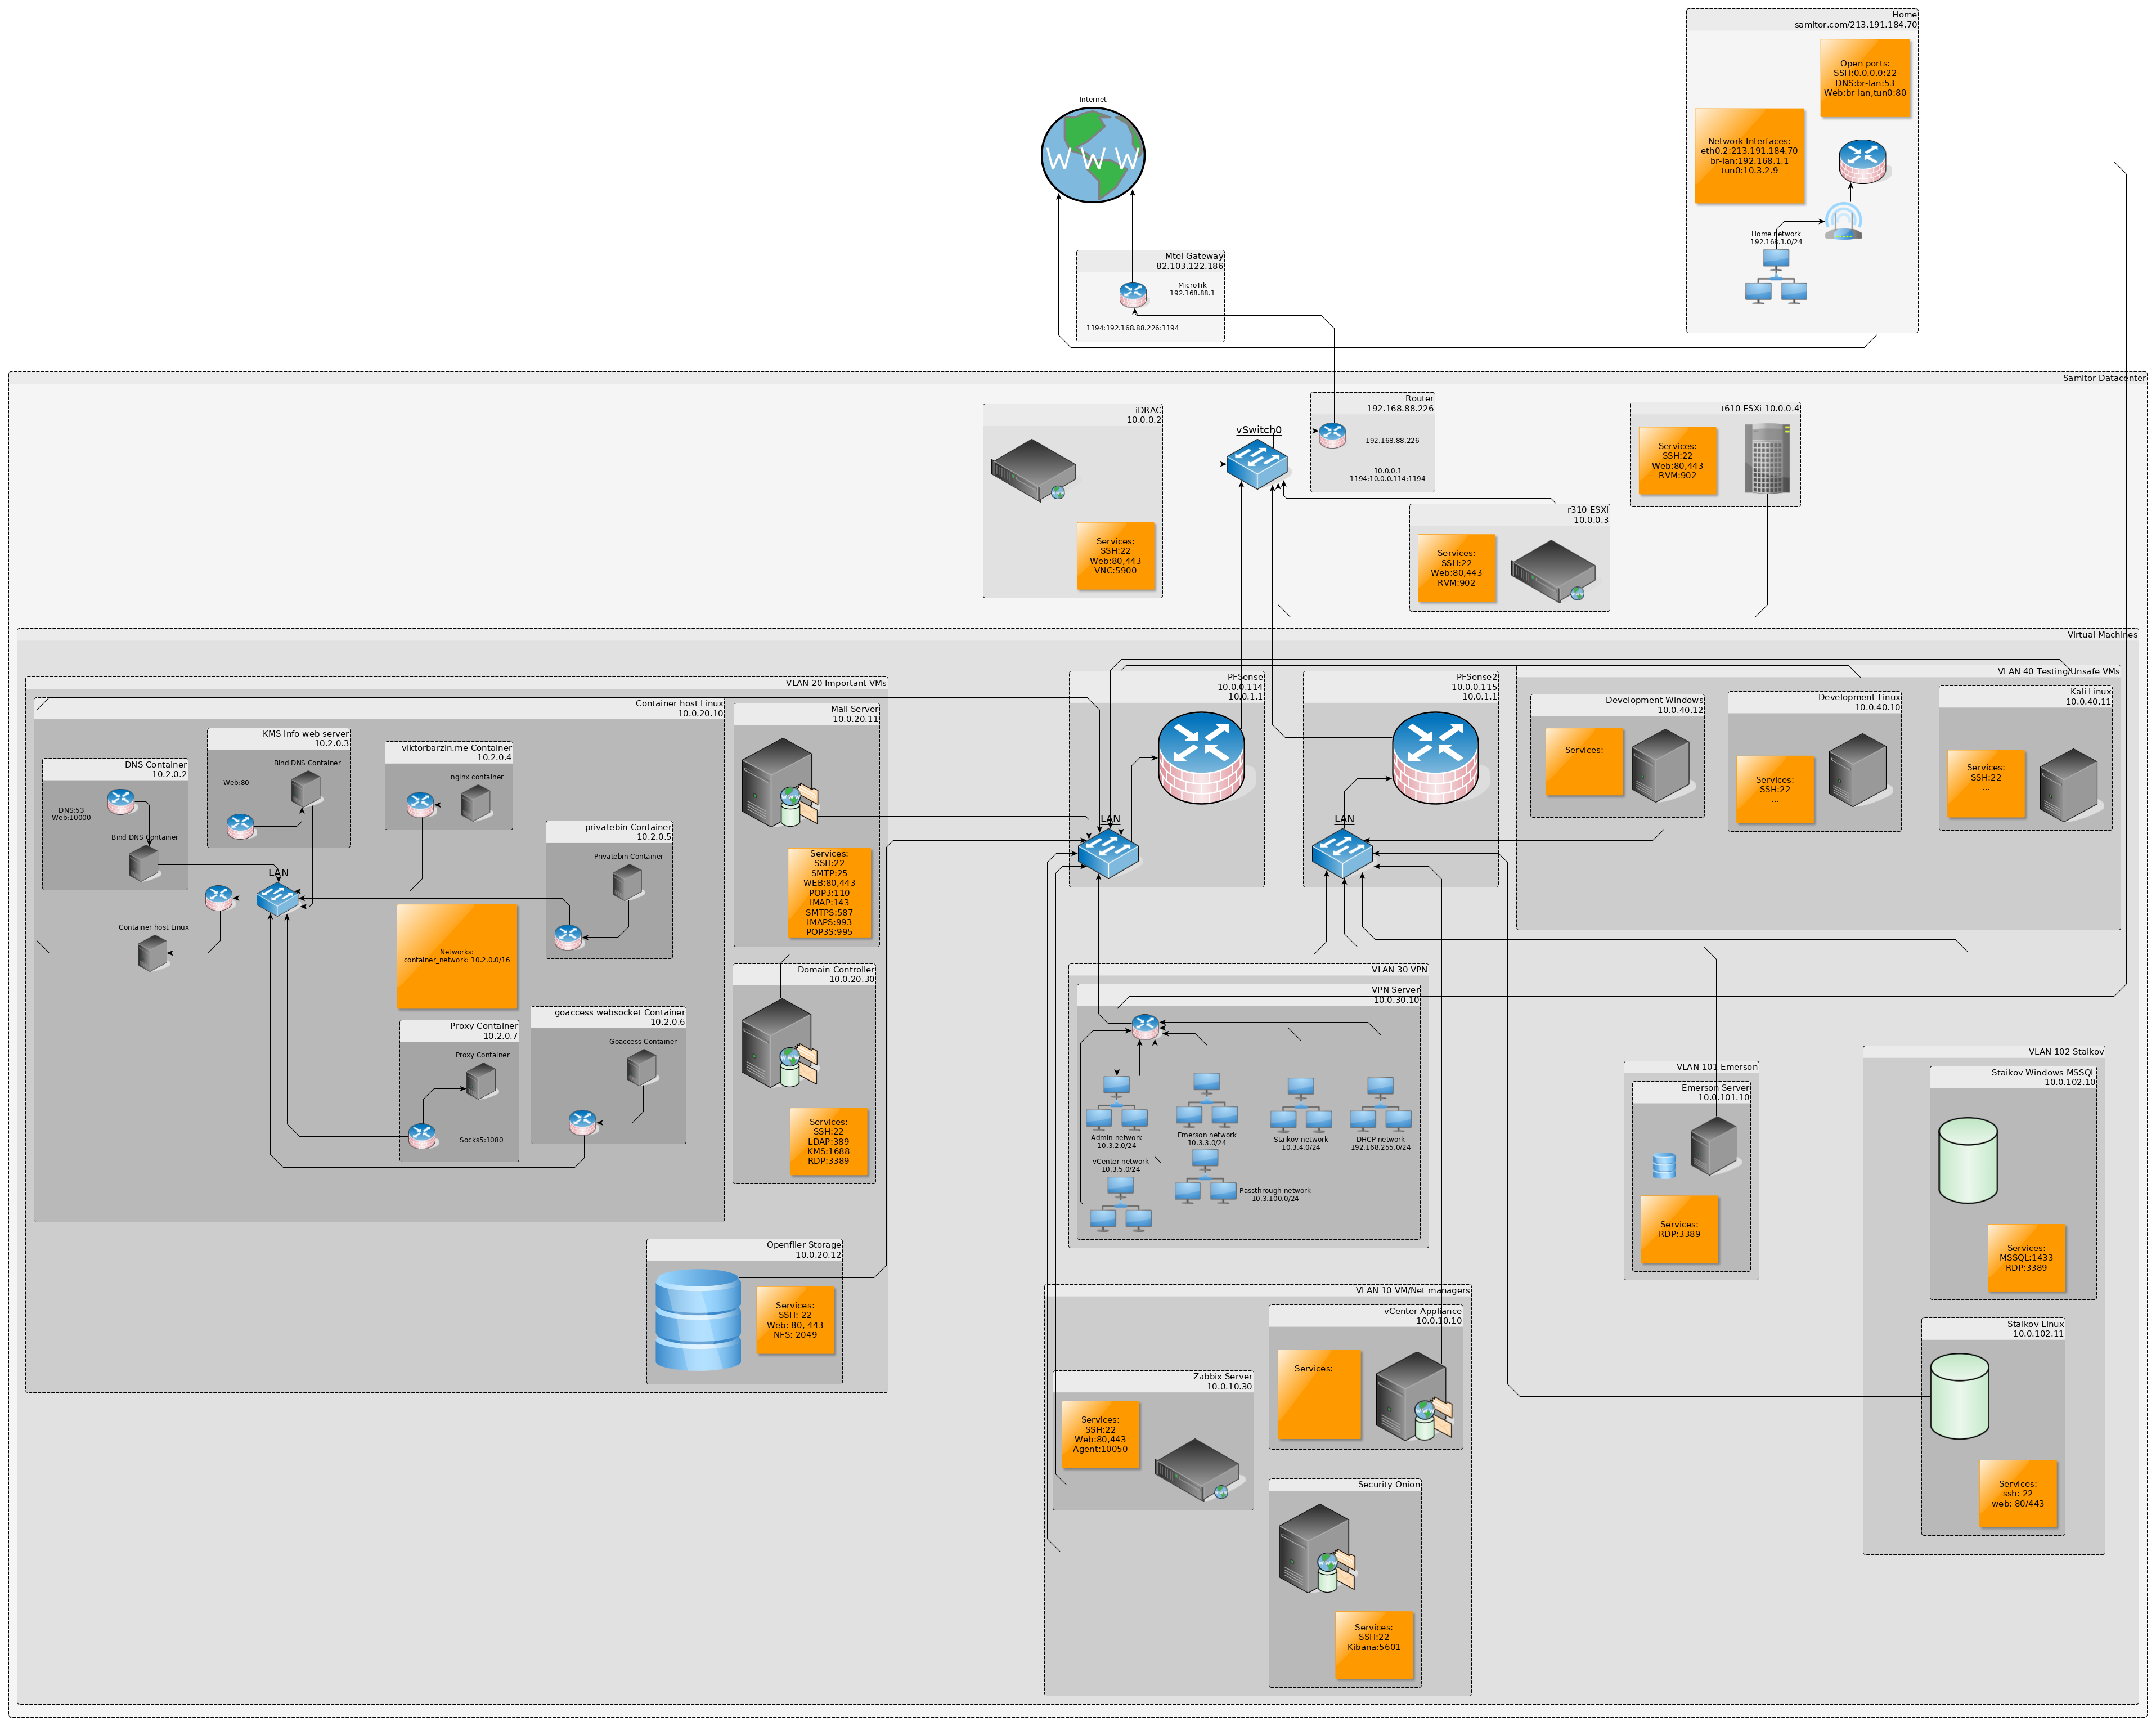 Home
samitor.com/213.191.184.70
Open ports:
SSH:0.0.0.0:22
DNS:br-lan:53
Web:br-lan,tun0:80
Network Interfaces:
eth0.2:213.191.184.70
br-lan:192.168.1.1
tun0:10.3.2.9
Home network
192.168.1.0/24
Internet
WWW
Mtel Gateway
82.103.122.186
MicroTik
192.168.88.1
1194:192.168.88.226:1194
Samitor Datacenter
iDRAC
10.0.0.2
Services:
SSH:22
Web:80,443
VNC:5900
vSwitch0
Router
192.168.88.226
192.168.88.226
10.0.0.1
1194:10.0.0.114:1194
r310 ESXi
10.0.0.3
Services:
SSH:22
Web:80,443
RVM:902
t610 ESXi 10.0.0.4
Services:
SSH:22
Web:80,443
RVM:902
Virtual Machines
VLAN 20 Important VMs
Container host Linux
10.0.20.10
DNS Container
10.2.0.2
DNS:53
Web:10000
Bind DNS Container
KMS info web server
10.2.0.3
Bind DNS Container
Web:80
viktorbarzin.me Container
10.2.0.4
nginx container
privatebin Container
10.2.0.5
Privatebin Container
LAN
Container host Linux
Networks:
container_network: 10.2.0.0/16
Proxy Container
10.2.0.7
Proxy Container
Socks5:1080
goaccess websocket Container
10.2.0.6
Goaccess Container
Mail Server
10.0.20.11
Services:
SSH:22
SMTP:25
WEB:80,443
POP3:110
IMAP:143
SMTPS:587
IMAPS:993
POP3S:995
Domain Controller
10.0.20.30
Services:
SSH:22
LDAP:389
KMS:1688
RDP:3389
Openfiler Storage
10.0.20.12
Services:
SSH: 22
Web: 80, 443
NFS: 2049
PFSense
10.0.0.114
10.0.1.1
LAN
PFSense2
10.0.0.115
10.0.1.1
LAN
VLAN 40 Testing/Unsafe VMs
Development Windows
10.0.40.12
Services:
Development Linux
10.0.40.10
Services:
SSH:22
...
Kali Linux
10.0.40.11
Services:
SSH:22
...
VLAN 30 VPN
VPN Server
10.0.30.10
Admin network
10.3.2.0/24
Emerson network
10.3.3.0/24
Staikov network
10.3.4.0/24
DHCP network
192.168.255.0/24
vCenter network
10.3.5.0/24
Passthrough network
10.3.100.0/24
VLAN 10 VM/Net managers
vCenter Appliance
10.0.10.10
Services:
Zabbix Server
10.0.10.30
Services:
SSH:22
Web:80,443
Agent:10050
Security Onion
Services:
SSH:22
Kibana:5601
VLAN 101 Emerson
Emerson Server
10.0.101.10
Services:
RDP:3389
VLAN 102 Staikov
Staikov Windows MSSQL
10.0.102.10
Services:
MSSQL:1433
RDP:3389
Staikov Linux
10.0.102.11
Services:
ssh: 22
web: 80/443